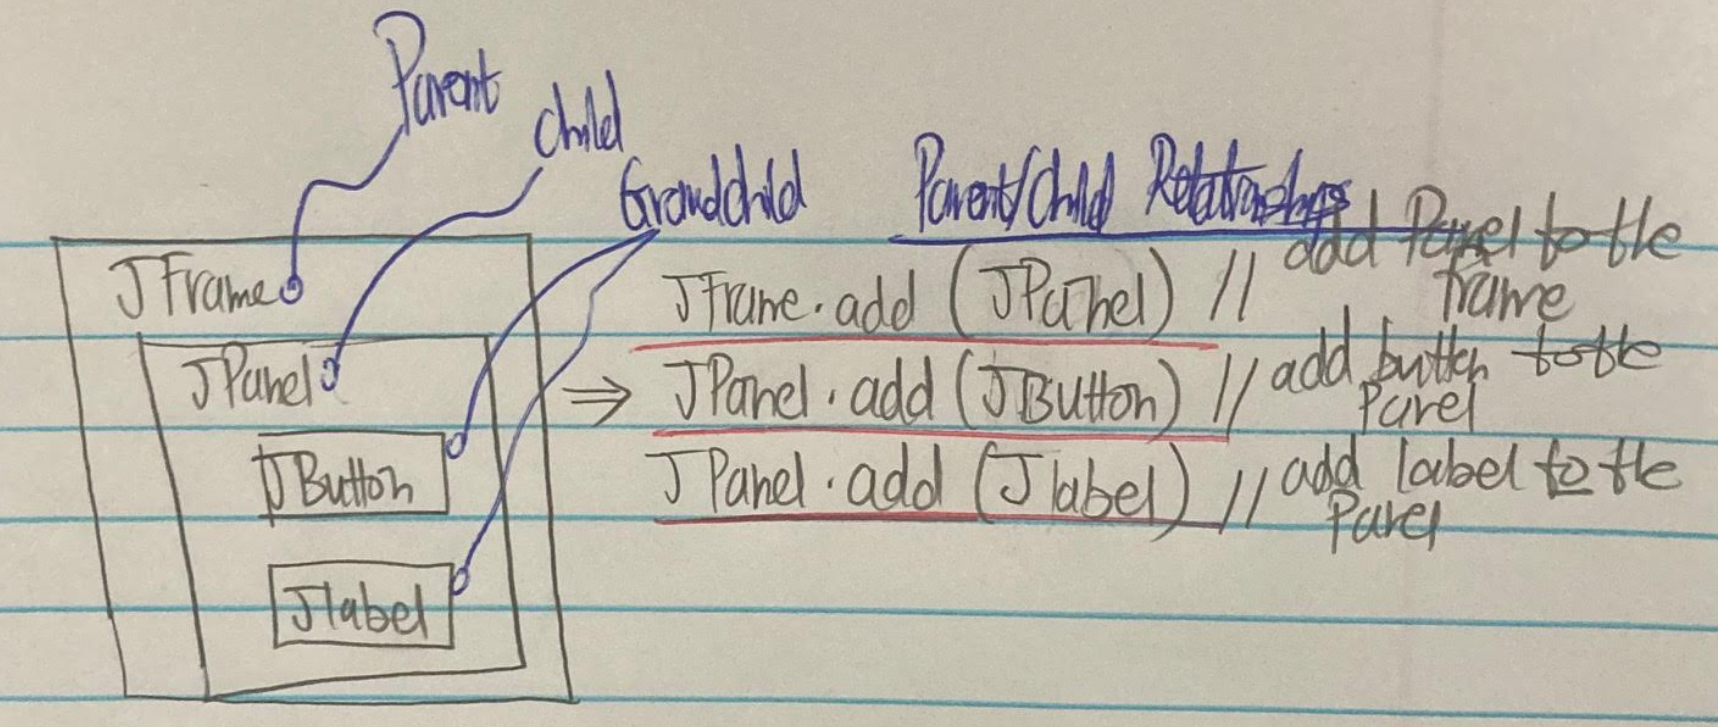 Parent
child
Grandchild
Parent/Child Relationships
JFrame
JPanel
JButton
Jlabel
⇒
JFrame.add (JPanel) // add Panel to the
frame
JPanel.add (JButton) // add button to the
Panel
JPanel.add (Jlabel) // add label to the
Panel